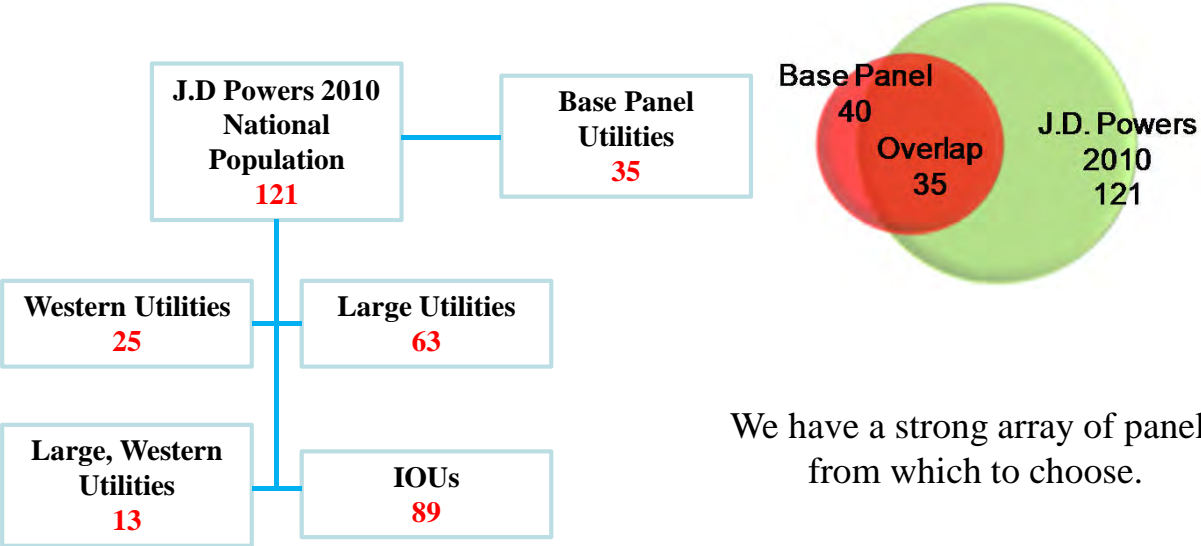 J.D Powers 2010
National
Population
121
Base Panel
Utilities
35
Base Panel
40
Overlap
35
J.D. Powers
2010
121
Western Utilities
25
Large Utilities
63
Large, Western
Utilities
13
IOUs
89
We have a strong array of panel
from which to choose.